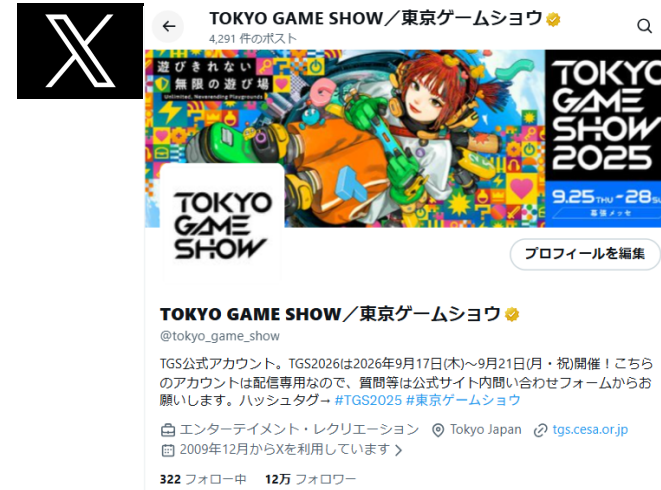 TOKYO GAME SHOW／東京ゲームショウ
4,291 件のポスト
遊びきれない
無限の遊び場
Unlimited, Neverending Playgrounds
TOKYO
GAME
SHOW
2025
9.25THU-28SU
幕張メッセ
TOKYO
GAME
SHOW
プロフィールを編集
TOKYO GAME SHOW／東京ゲームショウ
@tokyo_game_show
TGS公式アカウント。TGS2026は2026年9月17日(木)～9月21日(月・祝)開催！こちら
のアカウントは配信専用なので、質問等は公式サイト内問い合わせフォームからお
願いします。ハッシュタグ→ #TGS2025 #東京ゲームショウ
エンターテイメント・レクリエーション Tokyo Japan tgs.cesa.or.jp
2009年12月からXを利用しています
322 フォロー中 12万 フォロワー